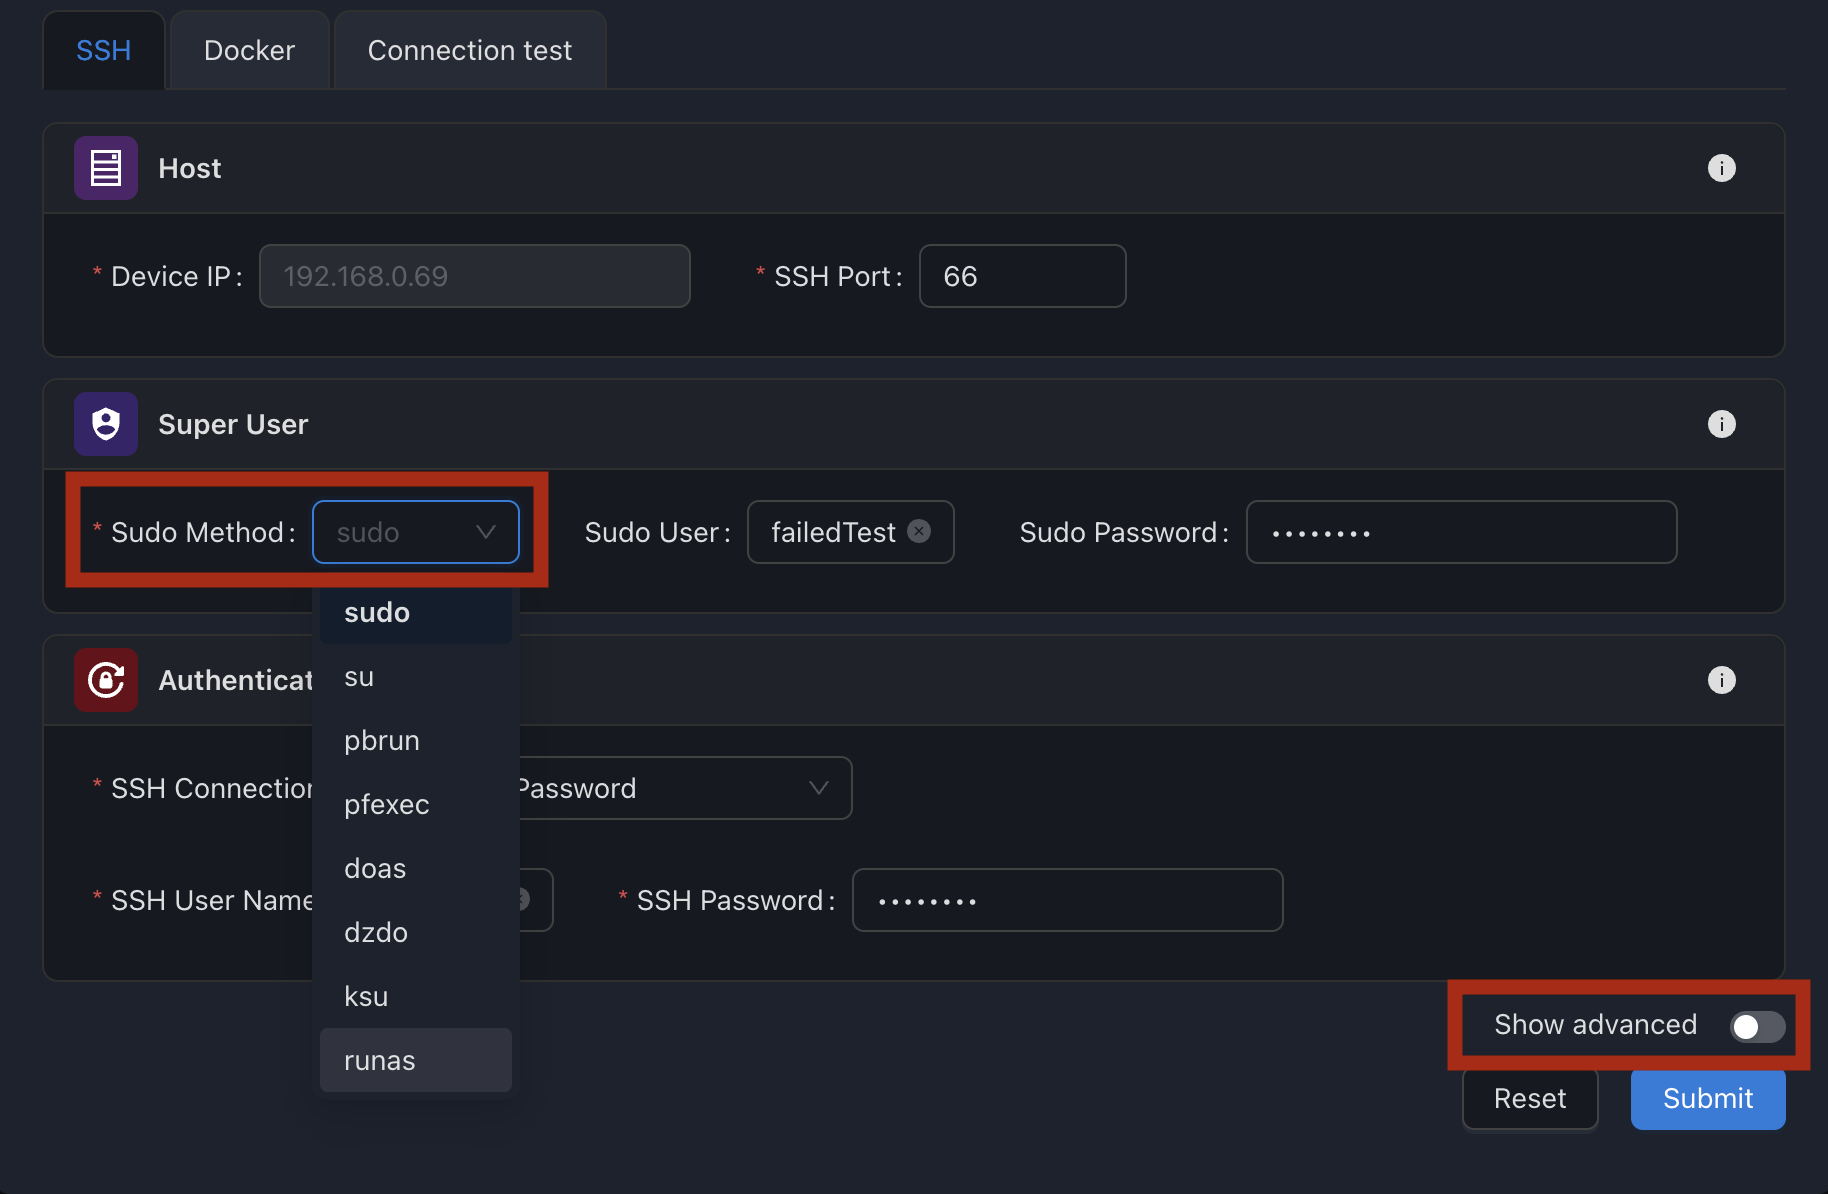 SSH
Docker
Connection test
Host
* Device IP:
192.168.0.69
* SSH Port:
66
Super User
* Sudo Method:
sudo
Sudo User:
failedTest
Sudo Password:
••••••••
sudo
su
pbrun
pfexec
doas
dzdo
ksu
runas
Authenticat
* SSH Connection
Password
* SSH User Name
* SSH Password:
••••••••
Show advanced
Reset
Submit